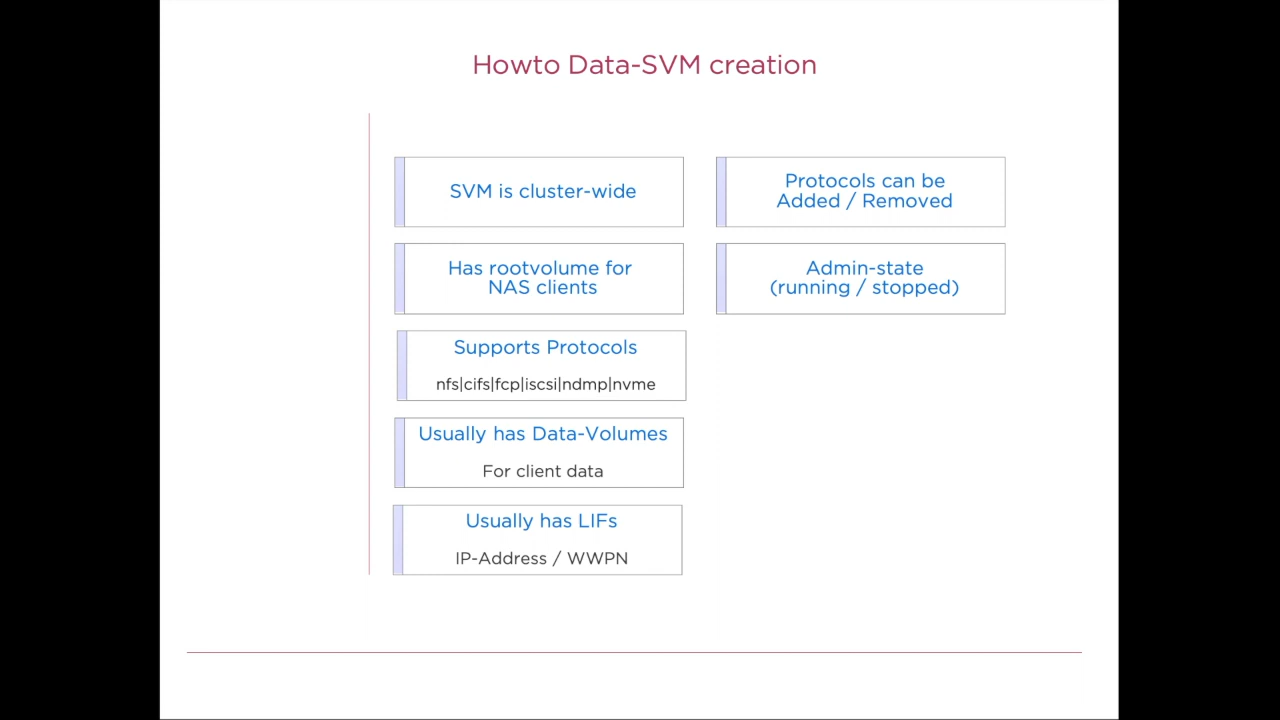 Howto Data-SVM creation
SVM is cluster-wide
Has rootvolume for
NAS clients
Supports Protocols
nfs|cifs|fcp|iscsi|ndmp|nvme
Usually has Data-Volumes
For client data
Usually has LIFs
IP-Address / WWPN
Protocols can be
Added / Removed
Admin-state
(running / stopped)